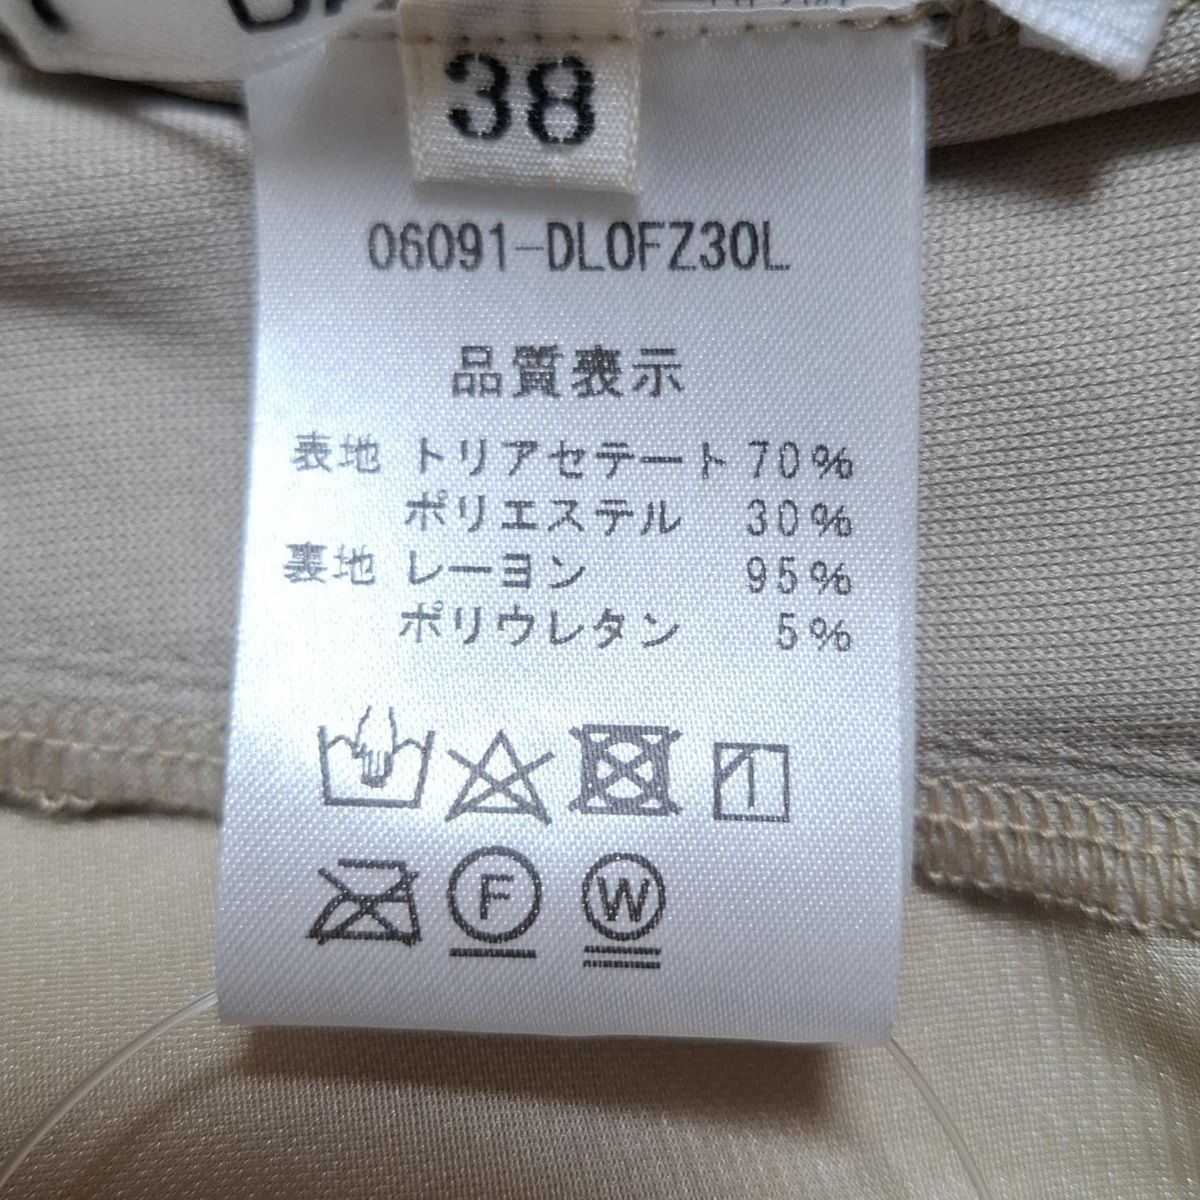 38
06091-DL0FZ30L
品質表示
表地 トリアセテート 70%
ポリエステル 30%
裏地 レーヨン 95%
ポリウレタン 5%
F
W